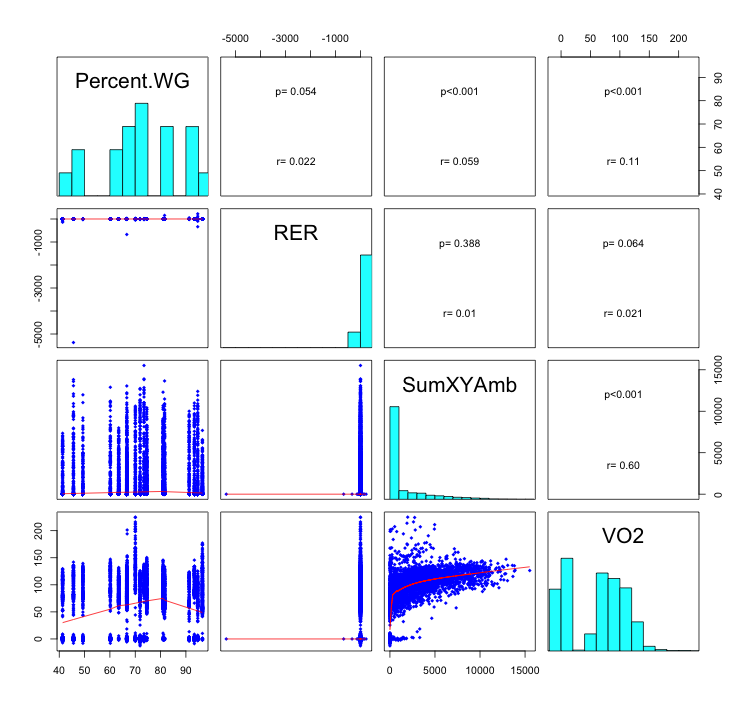 -5000 -1000 0 50 100 200
Percent.WG p= 0.054 p<0.001 p<0.001
r= 0.022 r= 0.059 r= 0.11
40 50 60 70 80 90
RER p= 0.388 p= 0.064
r= 0.01 r= 0.021
-5000 -3000 -1000
SumXYAmb p<0.001
r= 0.60
0 5000 10000 15000
VO2
0 50 100 150 200
40 50 60 70 80 90 0 5000 10000 15000